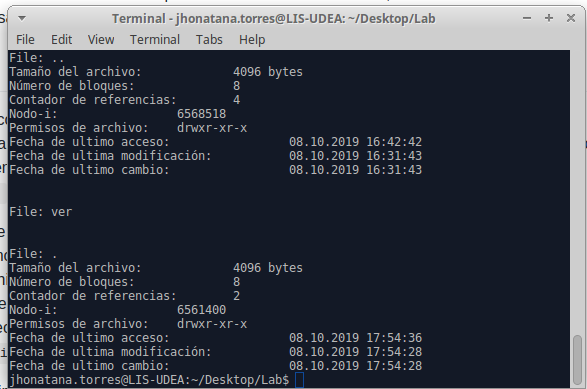 Terminal - jhonatana.torres@LIS-UDEA: ~/Desktop/Lab
File Edit View Terminal Tabs Help
File: ..
Tamaño del archivo: 4096 bytes
Número de bloques: 8
Contador de referencias: 4
Nodo-i: 6568518
Permisos de archivo: drwxr-xr-x
Fecha de ultimo acceso: 08.10.2019 16:42:42
Fecha de ultima modificación: 08.10.2019 16:31:43
Fecha de ultimo cambio: 08.10.2019 16:31:43
File: ver
File: .
Tamaño del archivo: 4096 bytes
Número de bloques: 8
Contador de referencias: 2
Nodo-i: 6561400
Permisos de archivo: drwxr-xr-x
Fecha de ultimo acceso: 08.10.2019 17:54:36
Fecha de ultima modificación: 08.10.2019 17:54:28
Fecha de ultimo cambio: 08.10.2019 17:54:28
jhonatana.torres@LIS-UDEA:~/Desktop/Lab$